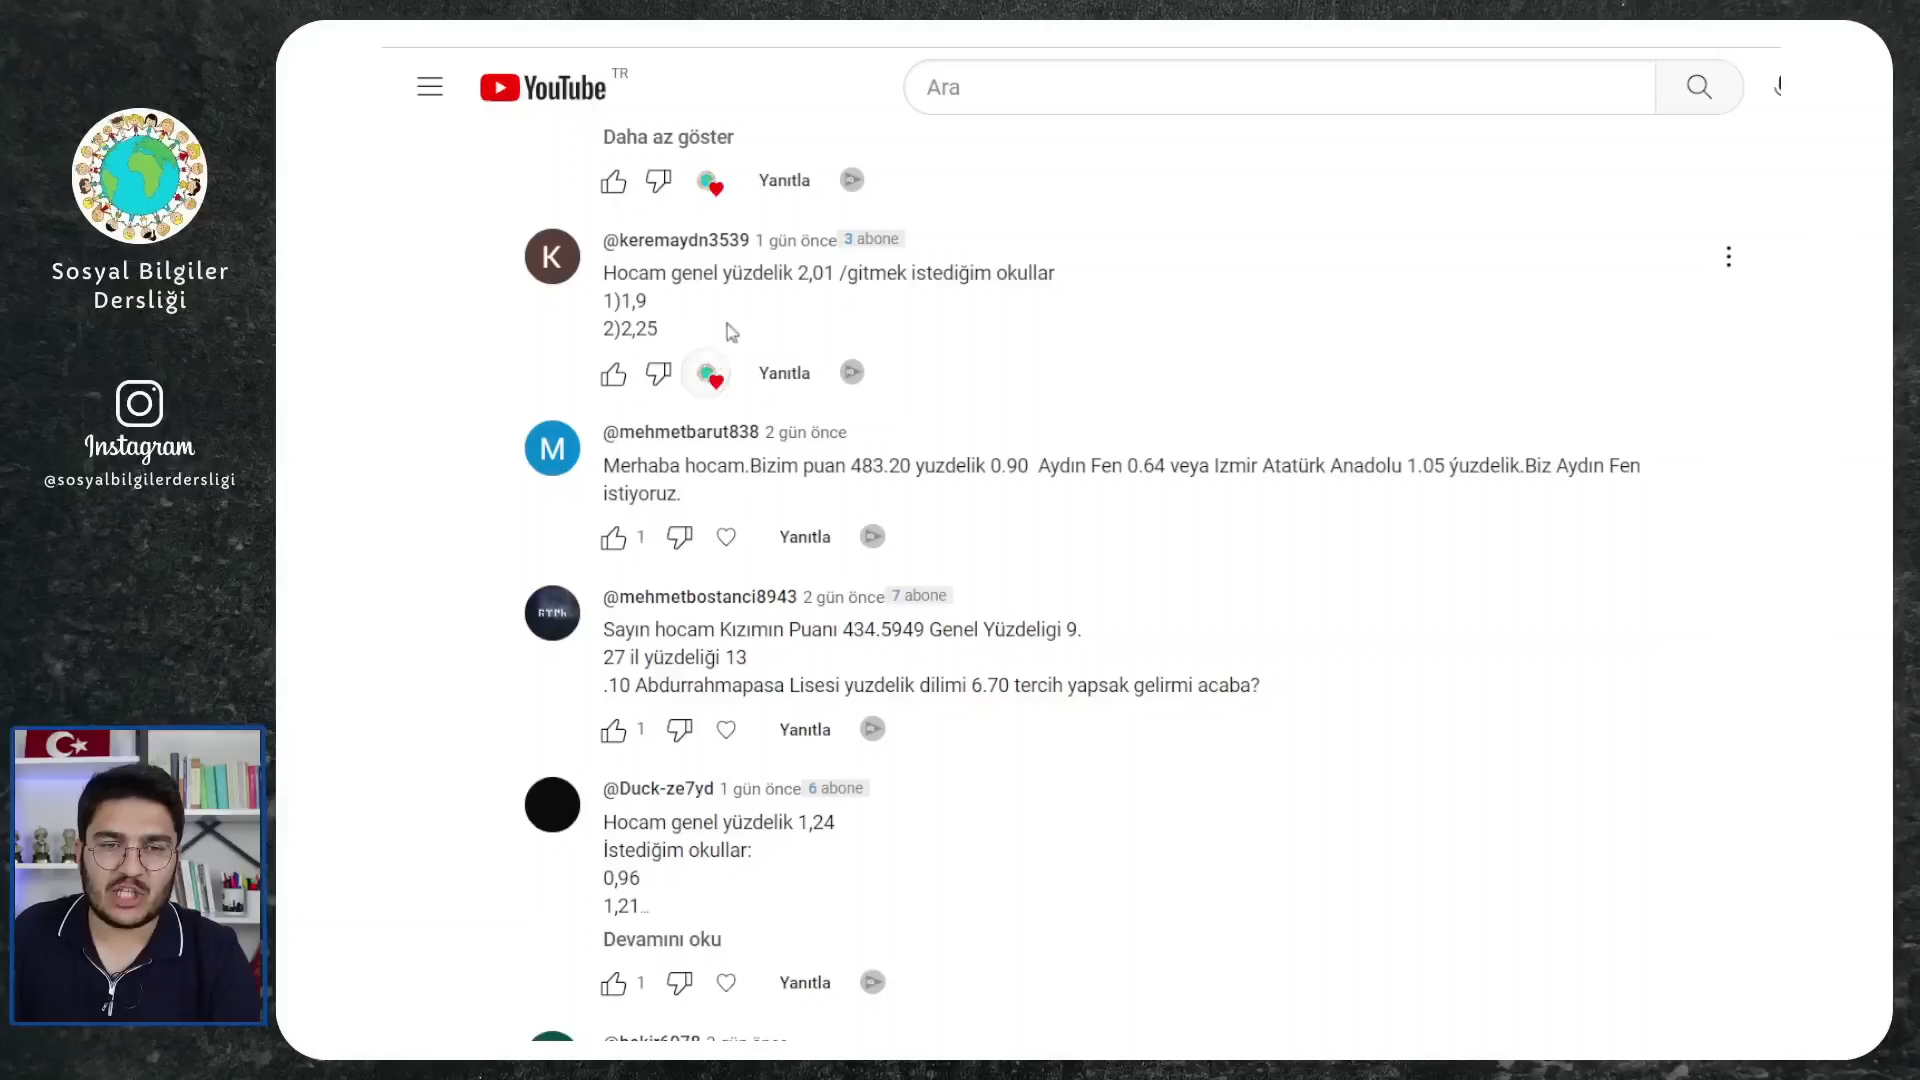 YouTube TR
Ara
Daha az göster
Yanıtla
@keremaydn3539 1 gün önce 3 abone
Hocam genel yüzdelik 2,01 /gitmek istediğim okullar
1)1,9
2)2,25
Yanıtla
@mehmetbarut838 2 gün önce
Merhaba hocam.Bizim puan 483.20 yuzdelik 0.90 Aydın Fen 0.64 veya Izmir Atatürk Anadolu 1.05 ýuzdelik.Biz Aydın Fen
istiyoruz.
1 Yanıtla
@mehmetbostanci8943 2 gün önce 7 abone
Sayın hocam Kızımın Puanı 434.5949 Genel Yüzdeligi 9.
27 il yüzdeliği 13
.10 Abdurrahmapasa Lisesi yuzdelik dilimi 6.70 tercih yapsak gelirmi acaba?
1 Yanıtla
@Duck-ze7yd 1 gün önce 6 abone
Hocam genel yüzdelik 1,24
İstediğim okullar:
0,96
1,21...
Devamını oku
1 Yanıtla
Sosyal Bilgiler
Dersliği
Instagram
@sosyalbilgilerdersligi